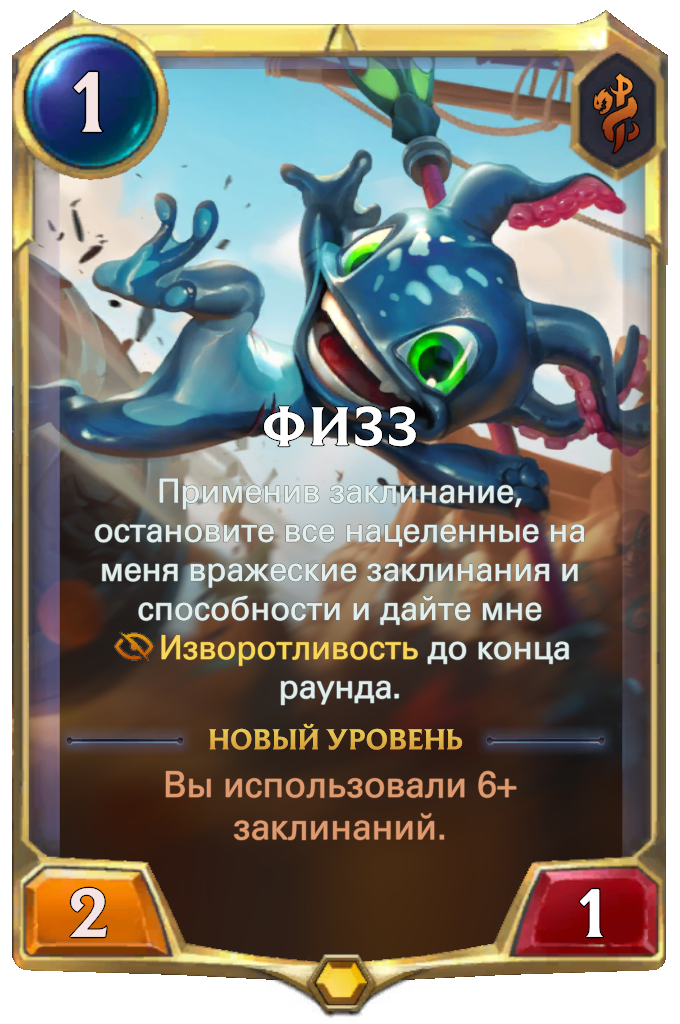 1
ФИЗЗ
Применив заклинание,
остановите все нацеленные на
меня вражеские заклинания и
способности и дайте мне
Изворотливость до конца
раунда.
НОВЫЙ УРОВЕНЬ
Вы использовали 6+
заклинаний.
2
1